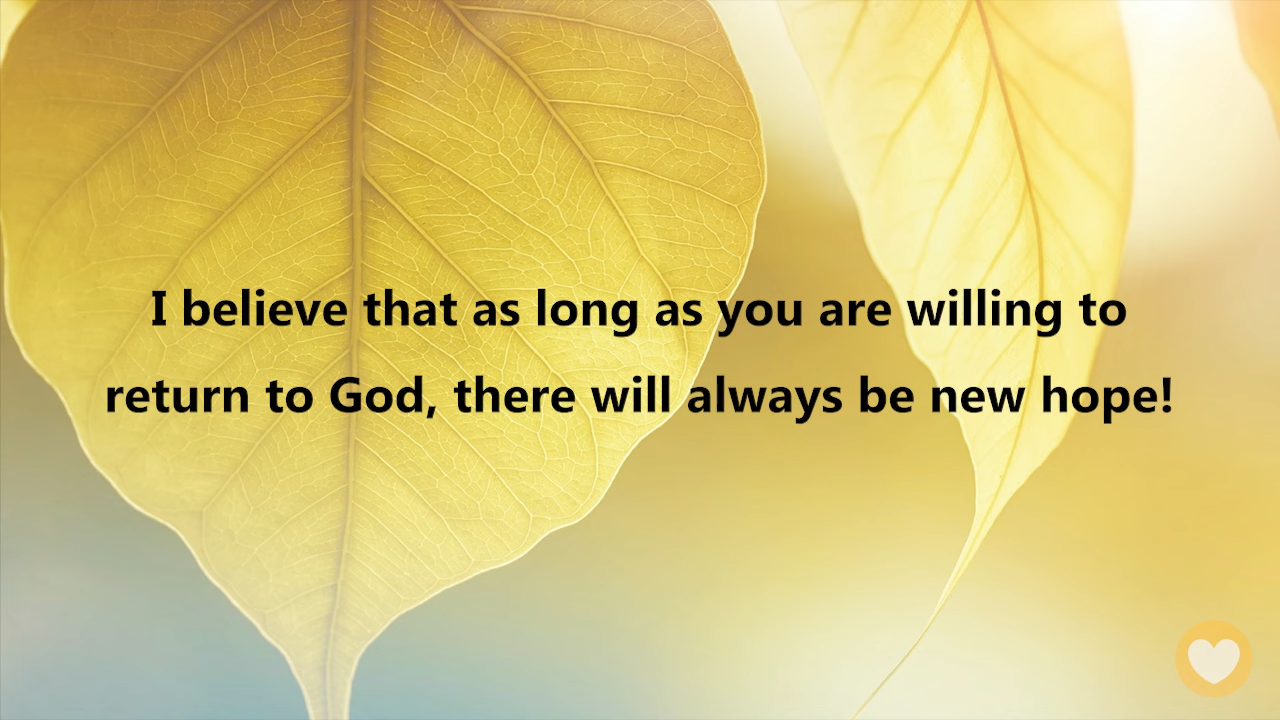 I believe that as long as you are willing to
return to God, there will always be new hope!